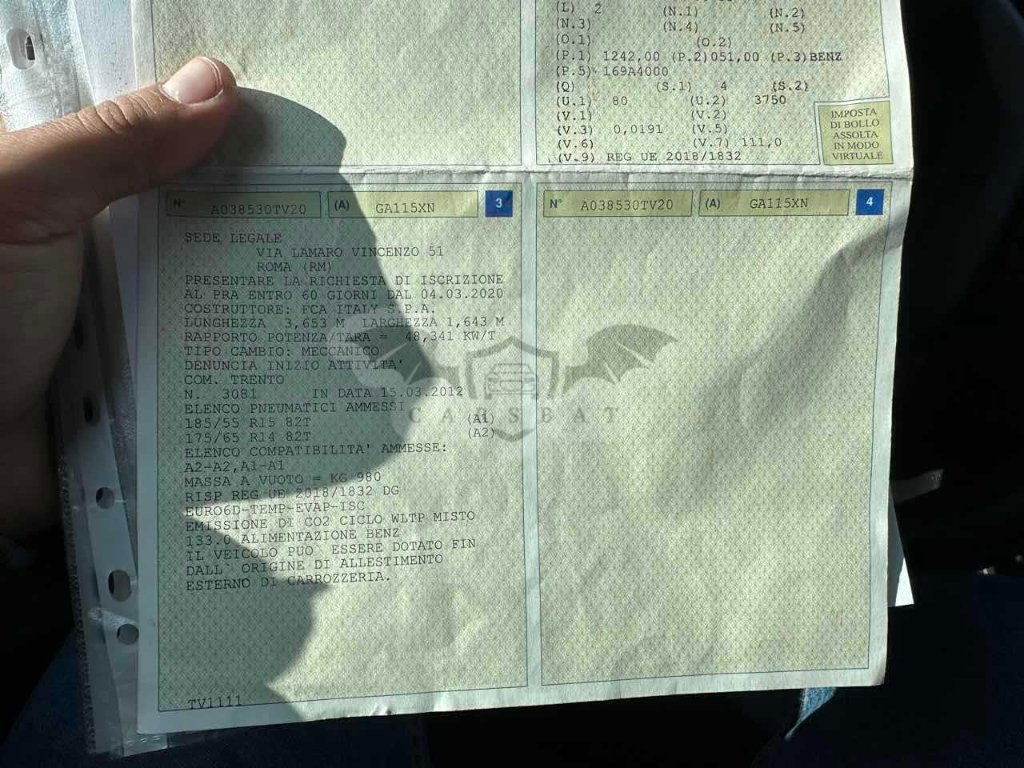 (L) 2 (N.1) (N.2)
(N.3) (N.4) (N.5)
(O.1) (O.2)
(P.1) 1242,00 (P.2)051,00 (P.3)BENZ
(P.5) 169A4000
(Q) (S.1) 4 (S.2)
(U.1) 80 (U.2) 3750
(V.1) (V.2)
(V.3) 0,0191 (V.5)
(V.6) (V.7) 111,0
(V.9) REG UE 2018/1832
IMPOSTA
DI BOLLO
ASSOLTA
IN MODO
VIRTUALE
N° A038530TV20 (A) GA115XN 3
SEDE LEGALE
VIA LAMARO VINCENZO 51
ROMA (RM)
PRESENTARE LA RICHIESTA DI ISCRIZIONE
AL PRA ENTRO 60 GIORNI DAL 04.03.2020
COSTRUTTORE: FCA ITALY S.P.A.
LUNGHEZZA 3,653 M LARGHEZZA 1,643 M
RAPPORTO POTENZA/TARA = 48,341 KW/T
TIPO CAMBIO: MECCANICO
DENUNCIA INIZIO ATTIVITA'
COM. TRENTO
N. 3081 IN DATA 15.03.2012
ELENCO PNEUMATICI AMMESSI
185/55 R15 82T (A1)
175/65 R14 82T (A2)
ELENCO COMPATIBILITA' AMMESSE:
A2-A2,A1-A1
MASSA A VUOTO = KG 980
RISP REG UE 2018/1832 DG
EURO6D-TEMP-EVAP-ISC
EMISSIONE DI CO2 CICLO WLTP MISTO
133.0 ALIMENTAZIONE BENZ
IL VEICOLO PUO' ESSERE DOTATO FIN
DALL' ORIGINE DI ALLESTIMENTO
ESTERNO DI CARROZZERIA.
TV1111
N° A038530TV20 (A) GA115XN 4
CARSBAT